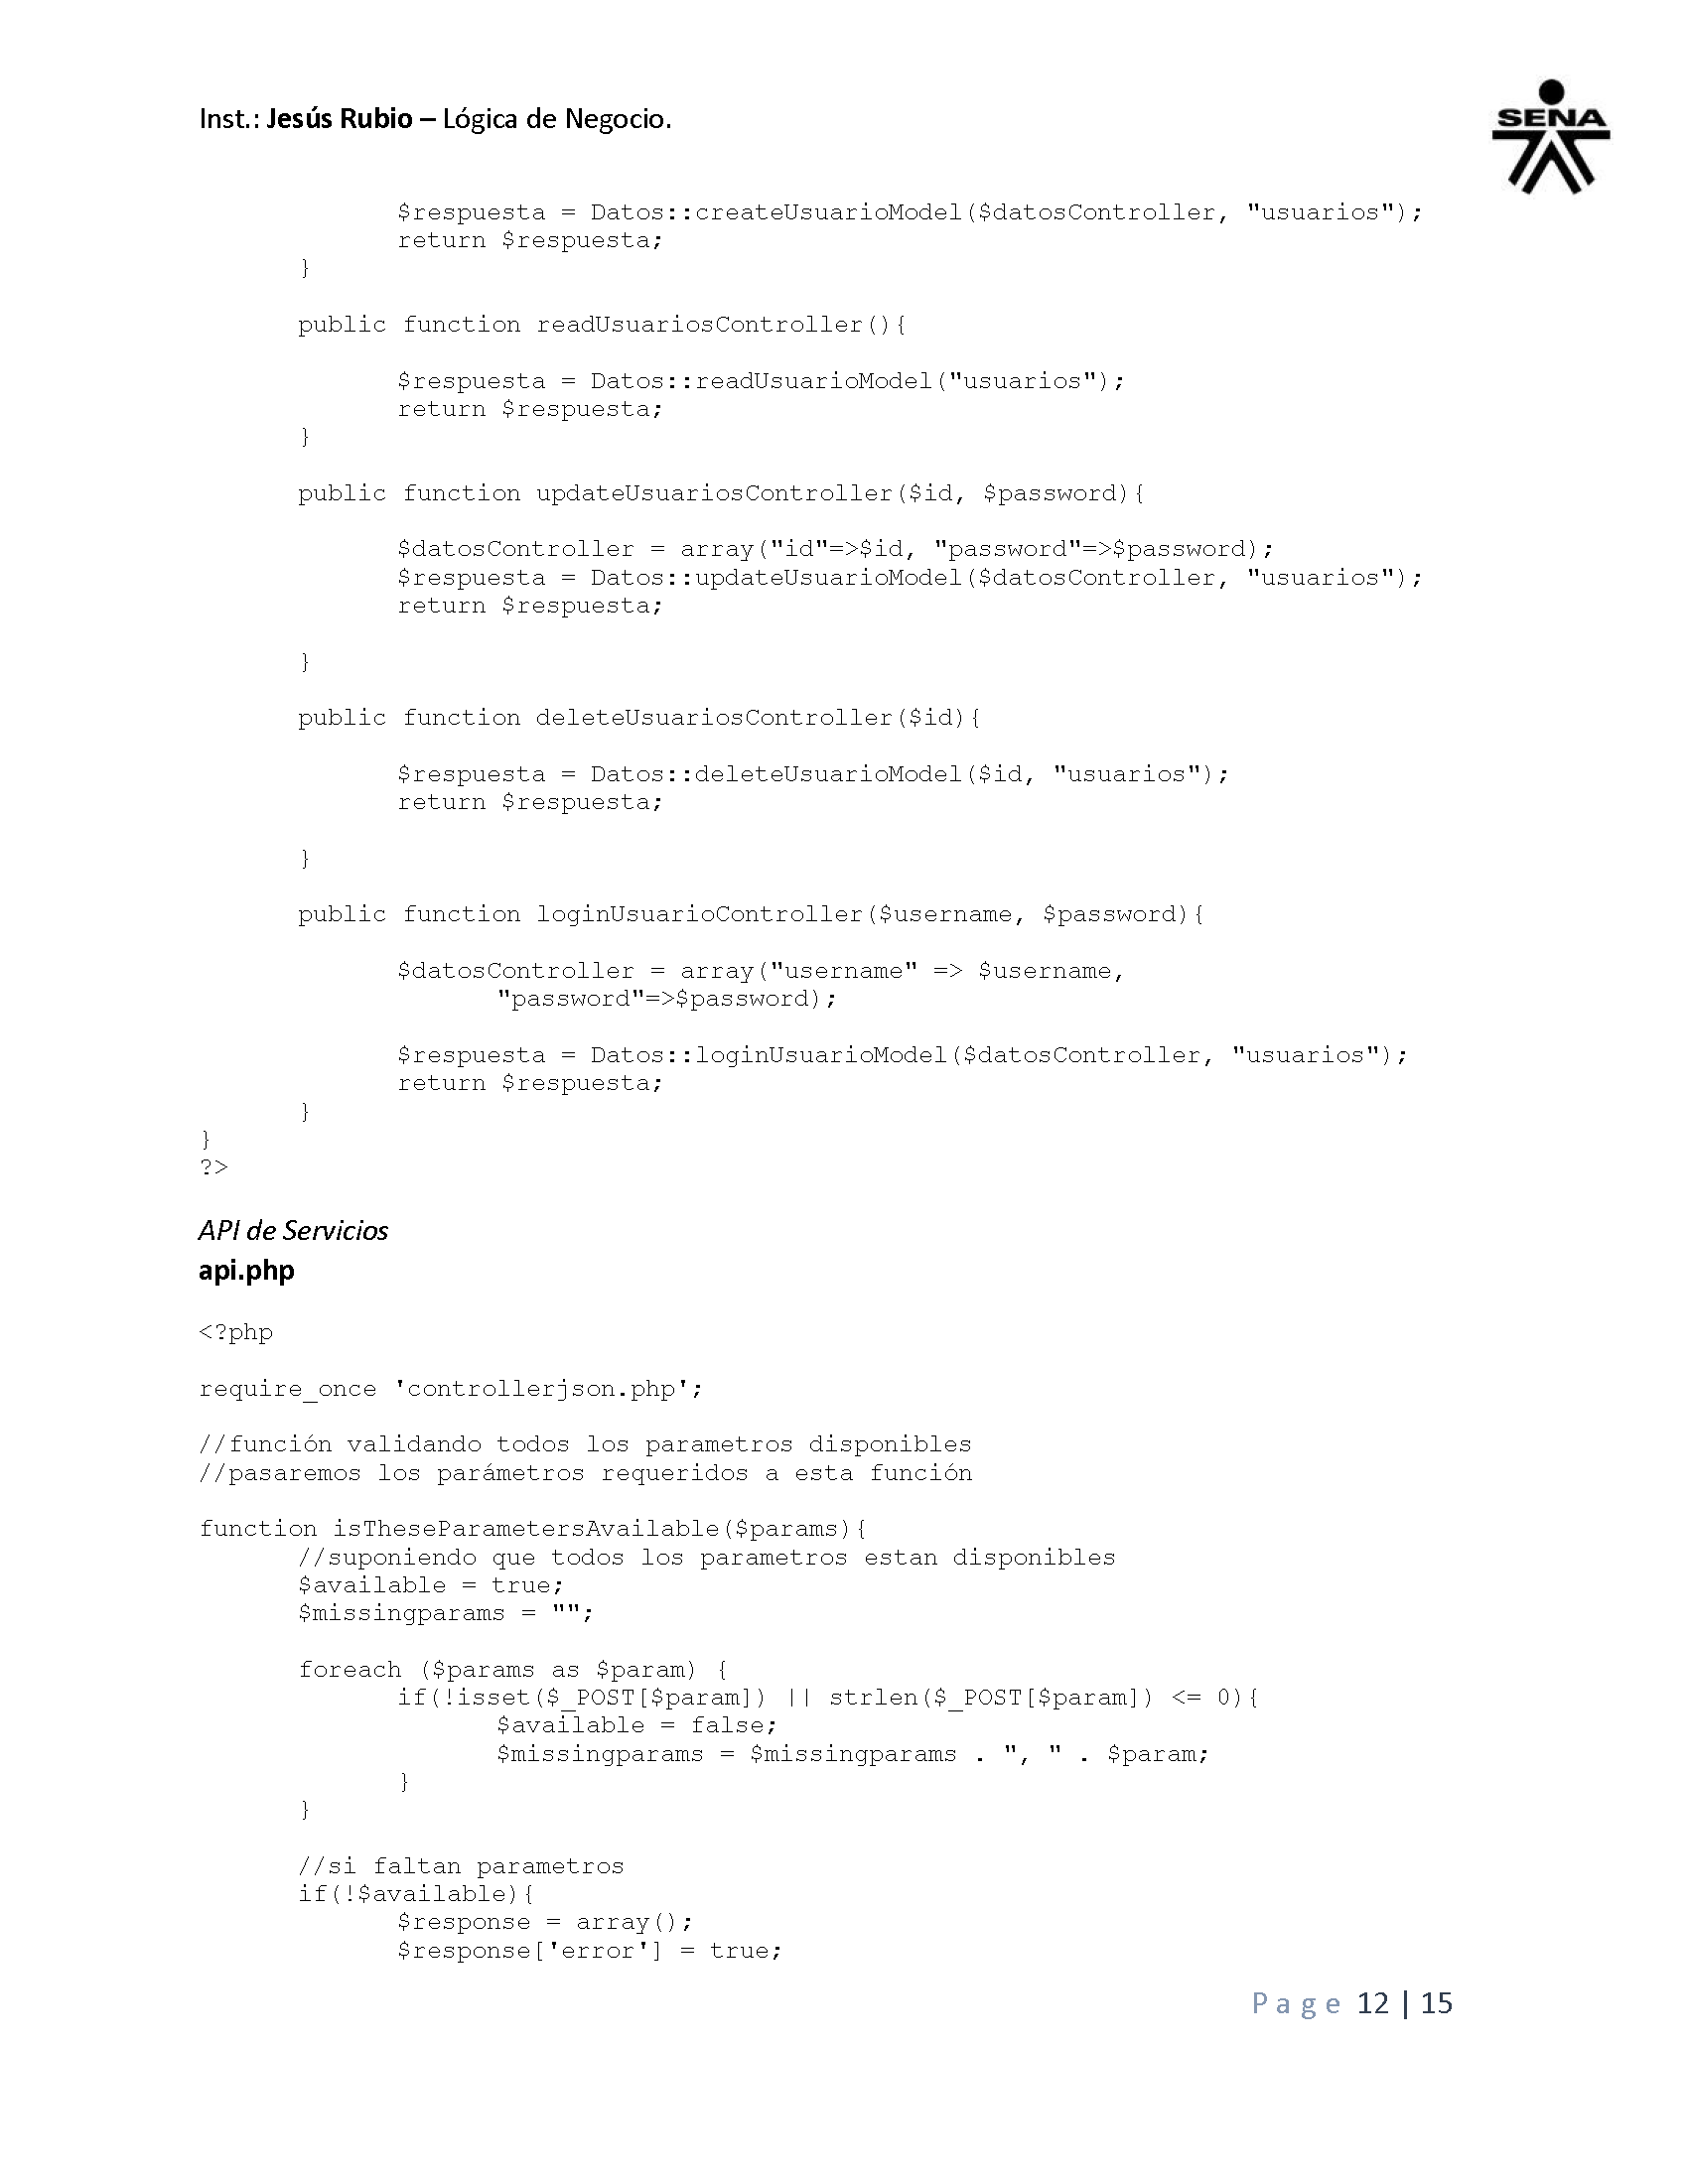 Inst.: Jesús Rubio – Lógica de Negocio.
SENA
$respuesta = Datos::createUsuarioModel($datosController, "usuarios");
return $respuesta;
}
public function readUsuariosController(){
$respuesta = Datos::readUsuarioModel("usuarios");
return $respuesta;
}
public function updateUsuariosController($id, $password){
$datosController = array("id"=>$id, "password"=>$password);
$respuesta = Datos::updateUsuarioModel($datosController, "usuarios");
return $respuesta;
}
public function deleteUsuariosController($id){
$respuesta = Datos::deleteUsuarioModel($id, "usuarios");
return $respuesta;
}
public function loginUsuarioController($username, $password){
$datosController = array("username" => $username,
"password"=>$password);
$respuesta = Datos::loginUsuarioModel($datosController, "usuarios");
return $respuesta;
}
}
?>
API de Servicios
api.php
<?php
require_once 'controllerjson.php';
//función validando todos los parametros disponibles
//pasaremos los parámetros requeridos a esta función
function isTheseParametersAvailable($params){
//suponiendo que todos los parametros estan disponibles
$available = true;
$missingparams = "";
foreach ($params as $param) {
if(!isset($_POST[$param]) || strlen($_POST[$param]) <= 0){
$available = false;
$missingparams = $missingparams . ", " . $param;
}
}
//si faltan parametros
if(!$available){
$response = array();
$response['error'] = true;
Page 12 | 15